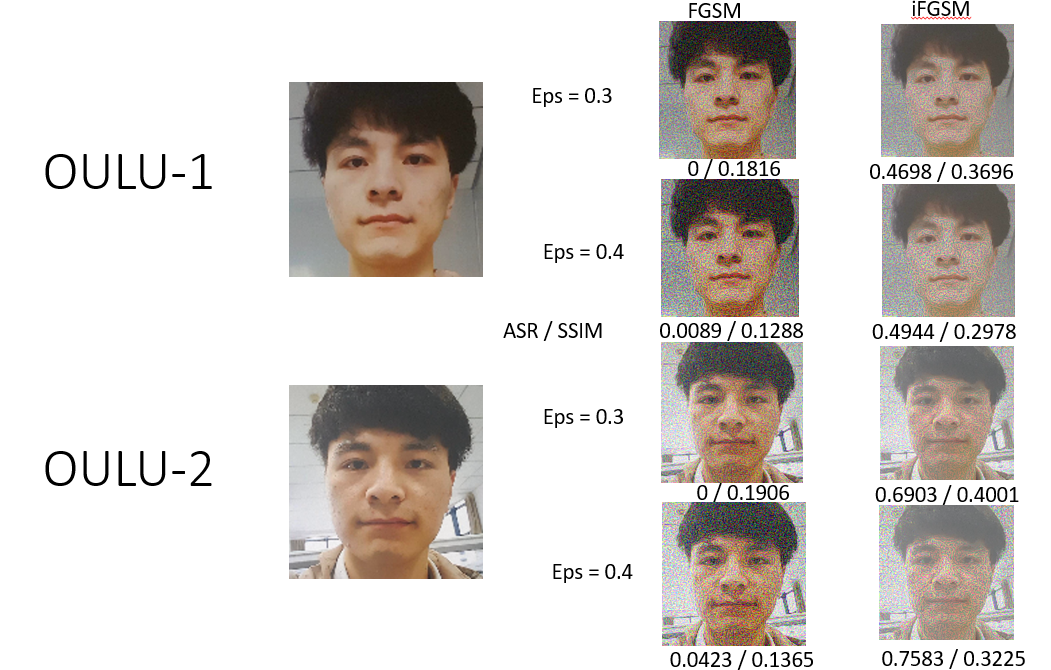 FGSM
iFGSM
Eps = 0.3
OULU-1
0 / 0.1816
0.4698 / 0.3696
Eps = 0.4
ASR / SSIM
0.0089 / 0.1288
0.4944 / 0.2978
Eps = 0.3
OULU-2
0 / 0.1906
0.6903 / 0.4001
Eps = 0.4
0.0423 / 0.1365
0.7583 / 0.3225